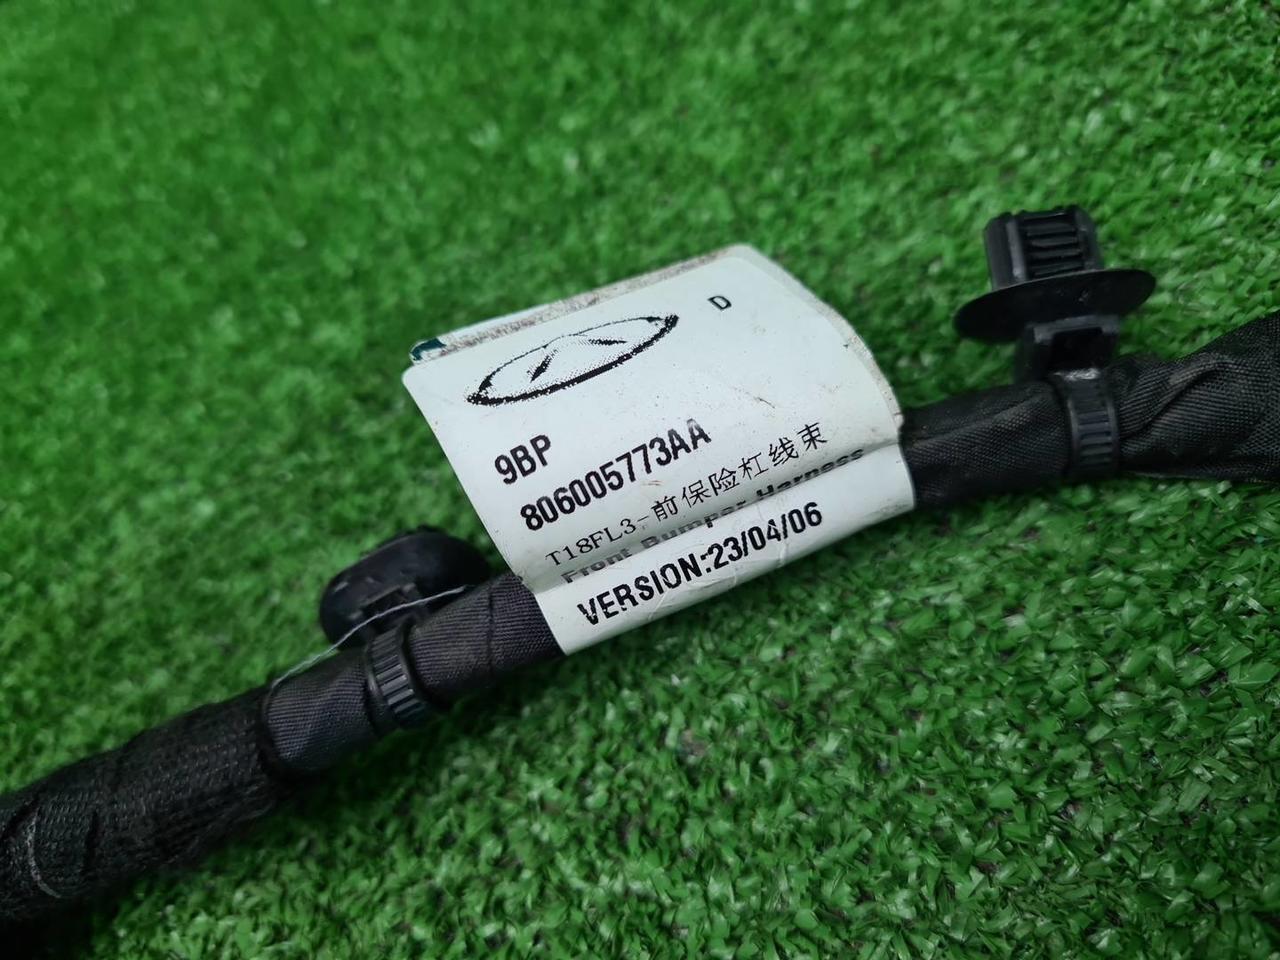 D
9BP
806005773AA
T18FL3-前保险杠线束
Front Bumper Harness
VERSION:23/04/06